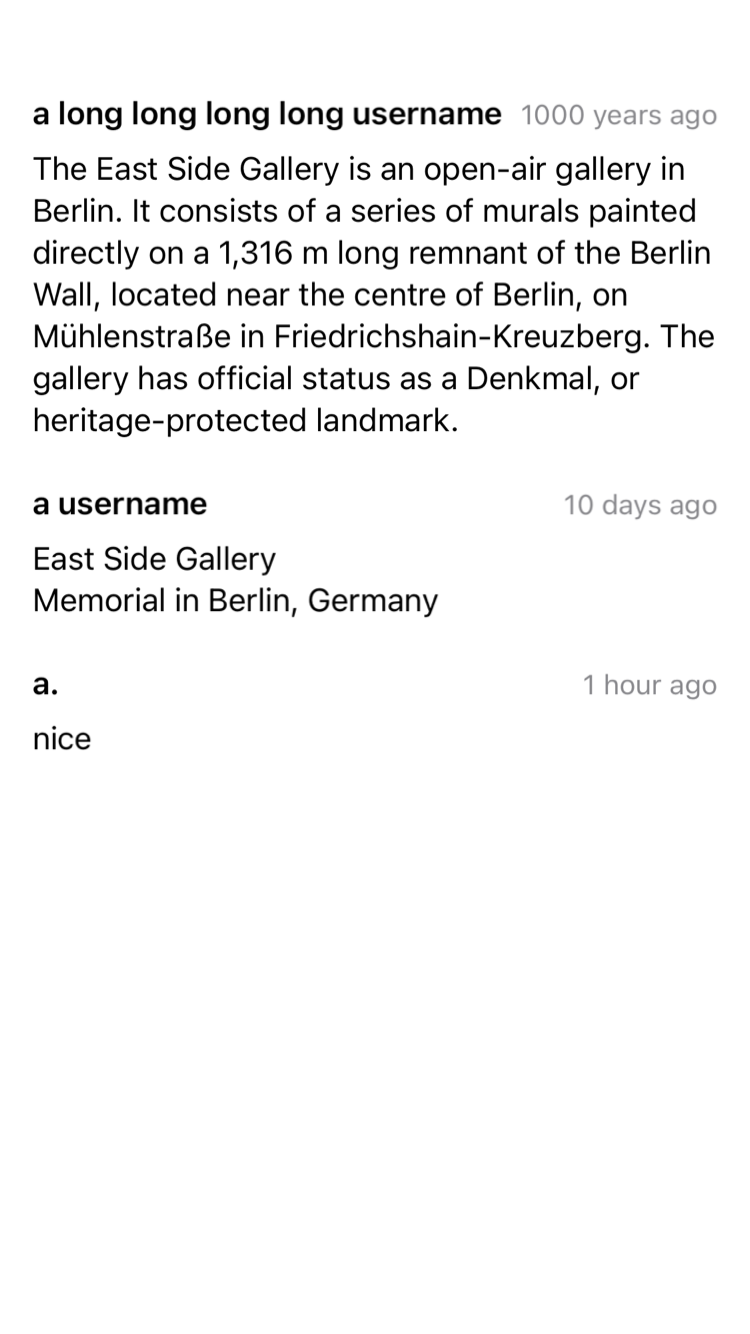 a long long long long username 1000 years ago
The East Side Gallery is an open-air gallery in
Berlin. It consists of a series of murals painted
directly on a 1,316 m long remnant of the Berlin
Wall, located near the centre of Berlin, on
Mühlenstraße in Friedrichshain-Kreuzberg. The
gallery has official status as a Denkmal, or
heritage-protected landmark.
a username 10 days ago
East Side Gallery
Memorial in Berlin, Germany
a. 1 hour ago
nice